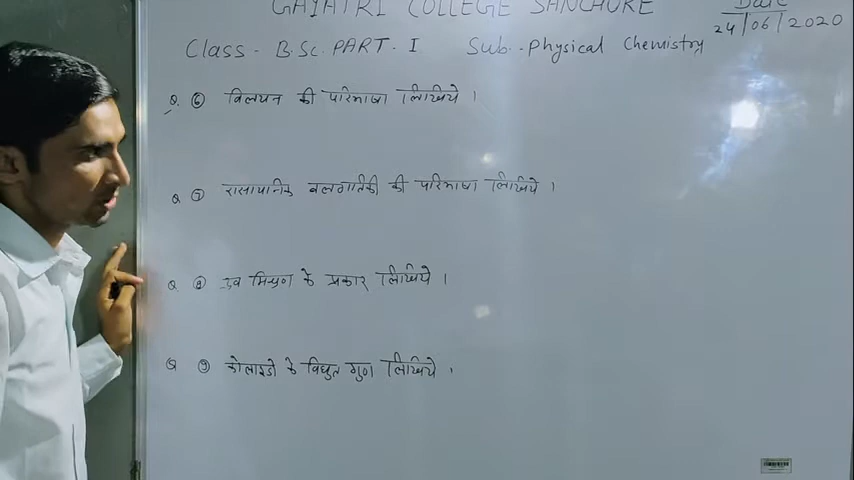 GAYATRI COLLEGE SANCHORE
Date
24/06/2020
Class - B.Sc. PART - I Sub.- Physical Chemistry
Q. ⑥ विलयन की परिभाषा लिखिये ।
Q ⑦ रासायनिक बलगतिकी की परिभाषा लिखिये ।
Q. ⑧ द्रव मिश्रण के प्रकार लिखिये ।
Q ⑨ कोलाइडो के विधुत गुण लिखिये ।